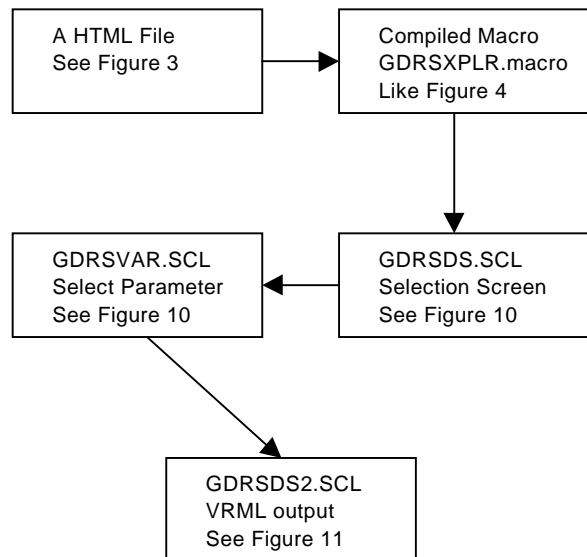 A HTML File
See Figure 3
Compiled Macro
GDRSXPLR.macro
Like Figure 4
GDRSVAR.SCL
Select Parameter
See Figure 10
GDRSDS.SCL
Selection Screen
See Figure 10
GDRSDS2.SCL
VRML output
See Figure 11